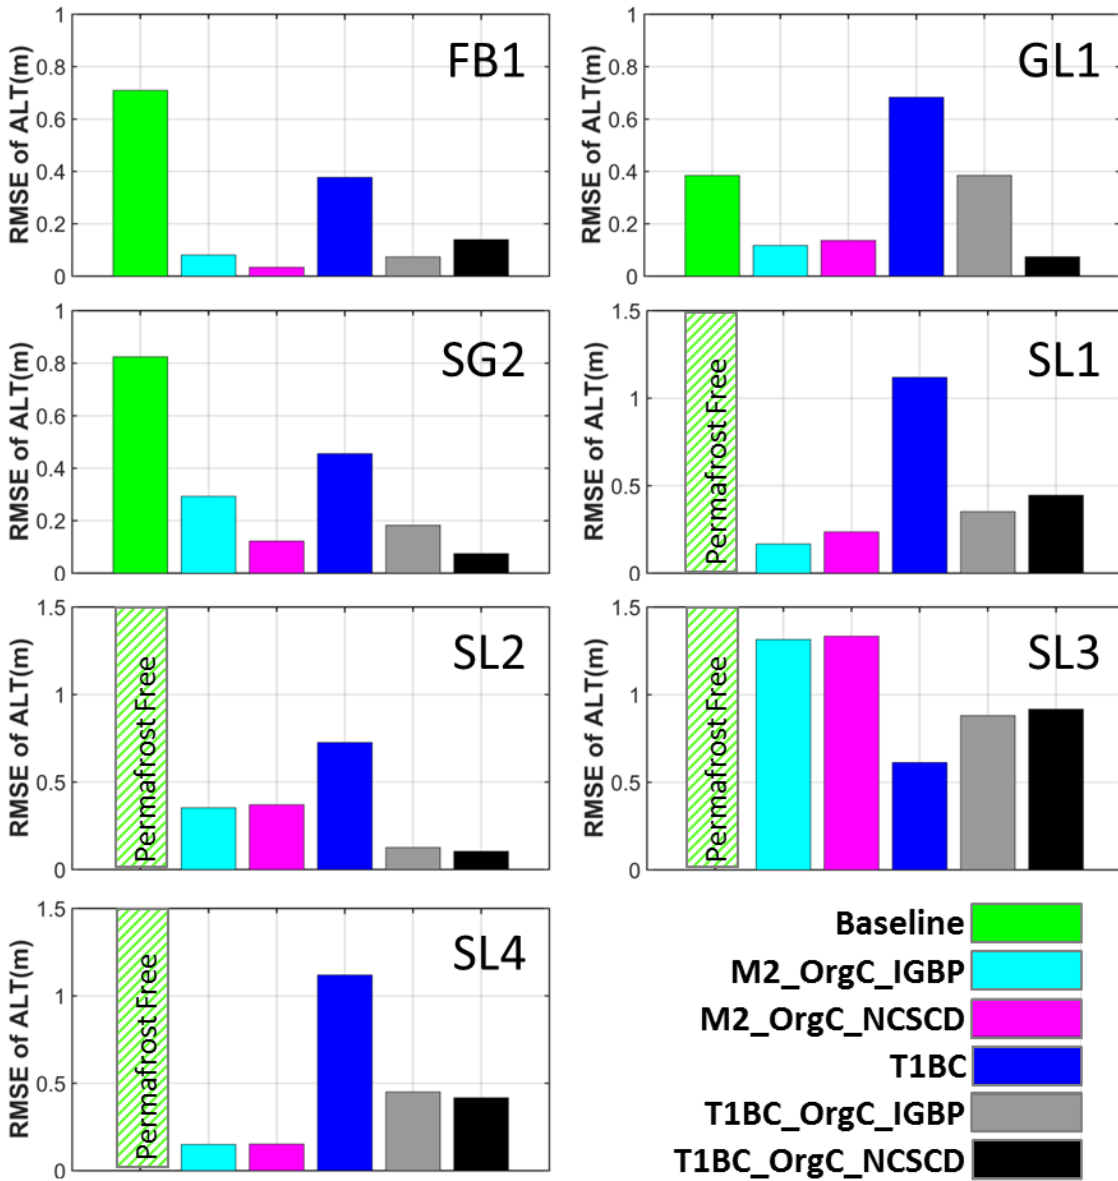 FB1
RMSE of ALT(m)
1
0.8
0.6
0.4
0.2
0
GL1
RMSE of ALT(m)
1
0.8
0.6
0.4
0.2
0
SG2
RMSE of ALT(m)
1
0.8
0.6
0.4
0.2
0
SL1
RMSE of ALT(m)
1.5
1
0.5
0
Permafrost Free
SL2
RMSE of ALT(m)
1.5
1
0.5
0
Permafrost Free
SL3
RMSE of ALT(m)
1.5
1
0.5
0
Permafrost Free
SL4
RMSE of ALT(m)
1.5
1
0.5
0
Permafrost Free
Baseline
M2_OrgC_IGBP
M2_OrgC_NCSCD
T1BC
T1BC_OrgC_IGBP
T1BC_OrgC_NCSCD